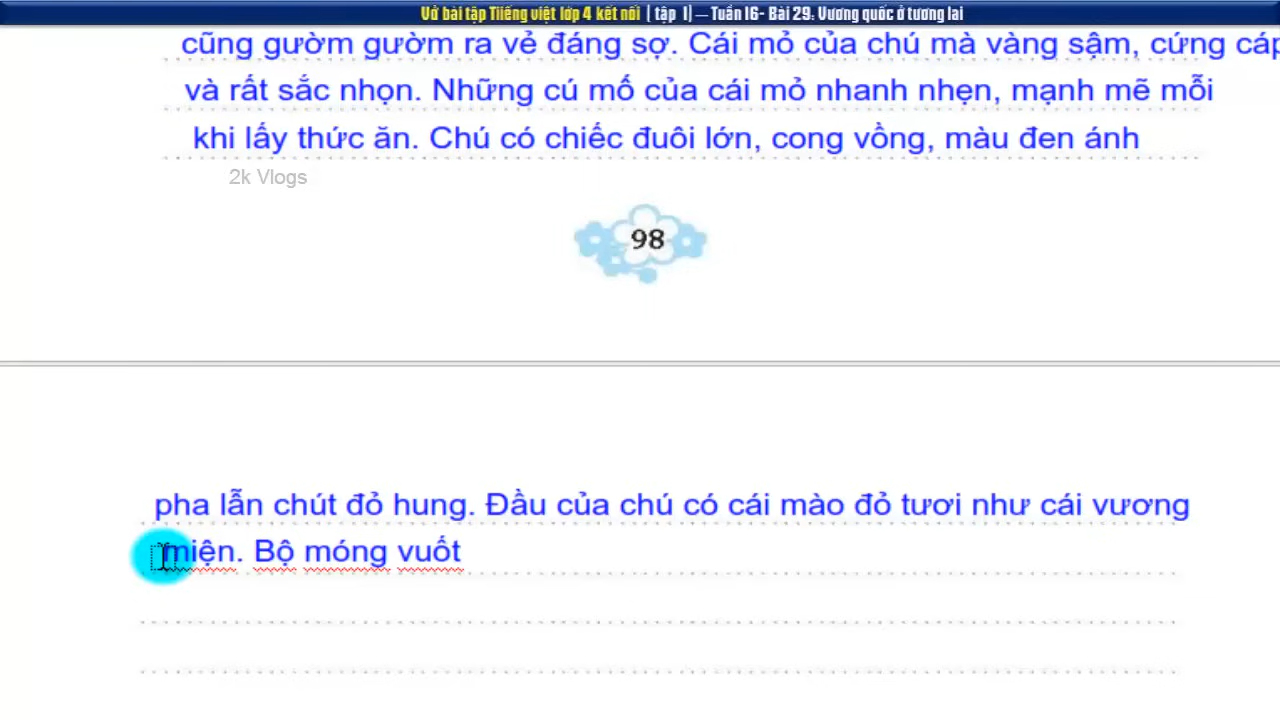 Vở bài tập Tiiếng việt lớp 4 kết nối ( tập 1) – Tuần 16- Bài 29: Vương quốc ở tương lai
cũng gườm gườm ra vẻ đáng sợ. Cái mỏ của chú mà vàng sậm, cứng cáp
và rất sắc nhọn. Những cú mố của cái mỏ nhanh nhẹn, mạnh mẽ mỗi
khi lấy thức ăn. Chú có chiếc đuôi lớn, cong vồng, màu đen ánh
2k Vlogs
98
pha lẫn chút đỏ hung. Đầu của chú có cái mào đỏ tươi như cái vương
miện. Bộ móng vuốt